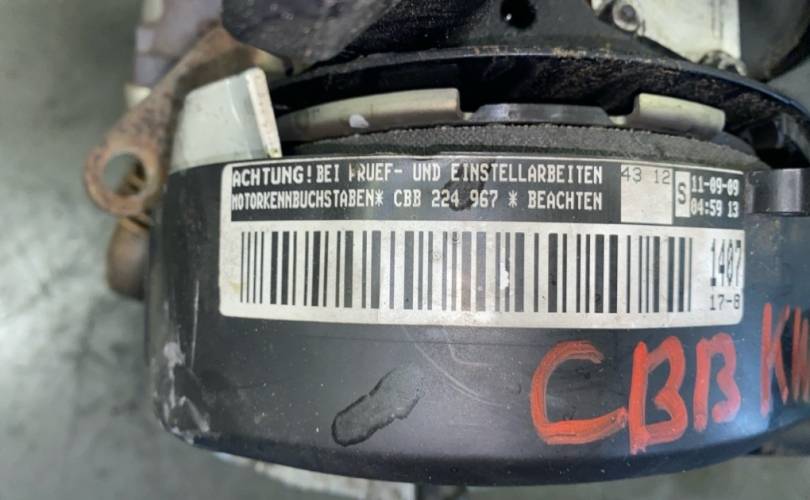 ACHTUNG! BEI PRUEF- UND EINSTELLARBEITEN
MOTORKENNBUCHSTABEN* CBB 224 967 * BEACHTEN
43 12
S
11-09-09
04:59 13
1407
17-8
CBB